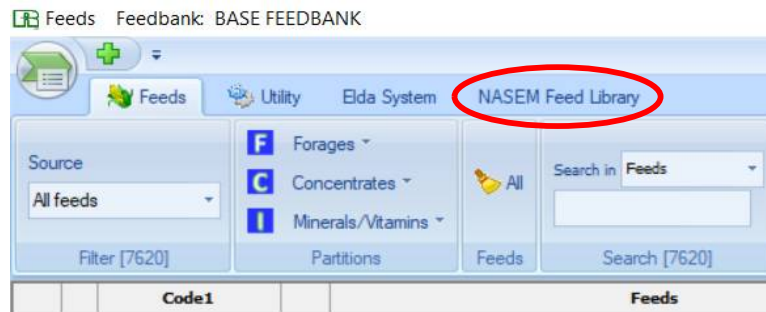 Feeds Feedbank: BASE FEEDBANK
Feeds Utility Elda System NASEM Feed Library
Source
All feeds
Filter [7620]
F Forages
C Concentrates
I Minerals/Vitamins
Partitions
All
Feeds
Search in Feeds
Search [7620]
Code1 Feeds